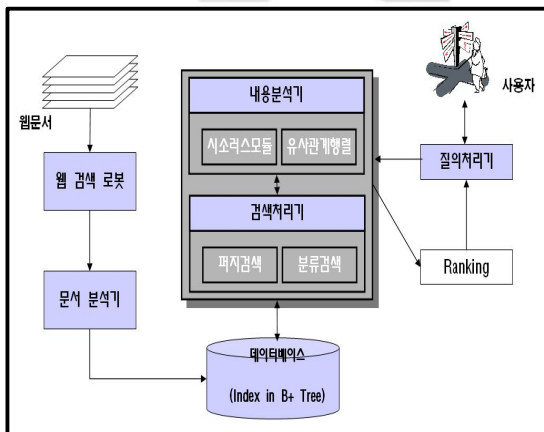 웹문서
웹 검색 로봇
문서 분석기
내용분석기
시소러스모듈
유사관계행렬
검색처리기
퍼지검색
분류검색
데이터베이스
(Index in B+ Tree)
사용자
질의처리기
Ranking